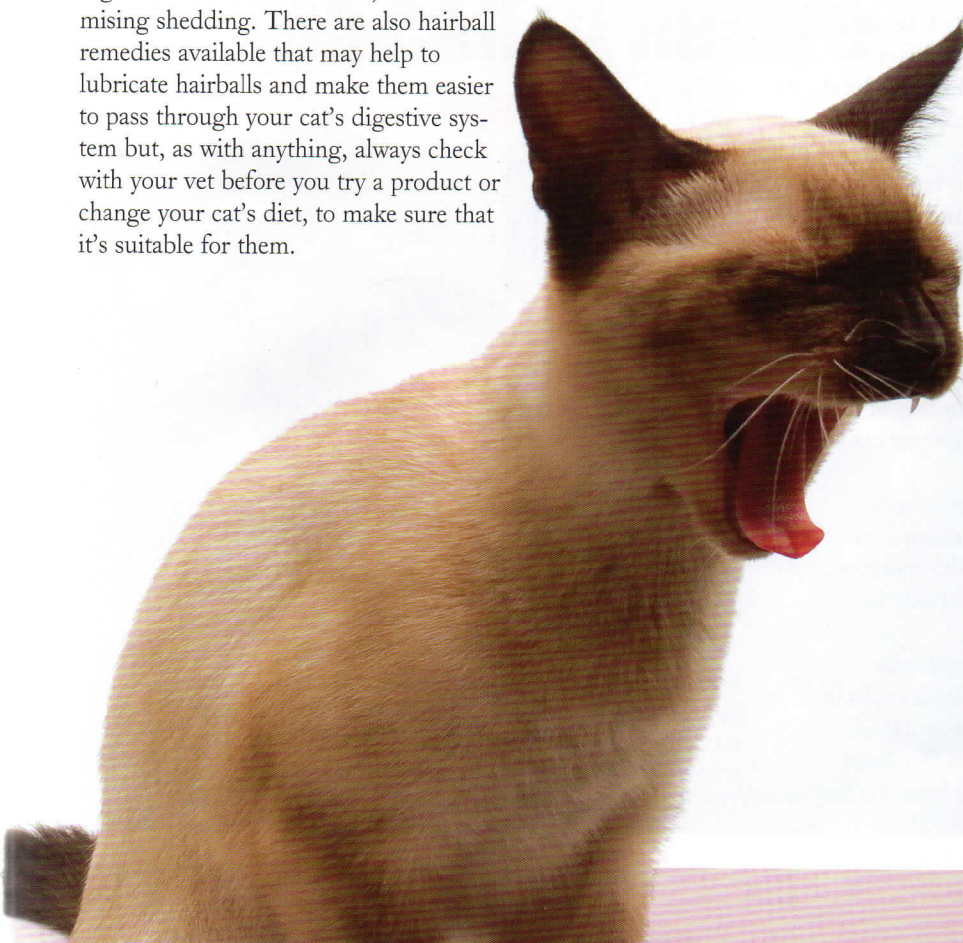 mising shedding. There are also hairball
remedies available that may help to
lubricate hairballs and make them easier
to pass through your cat's digestive sys-
tem but, as with anything, always check
with your vet before you try a product or
change your cat's diet, to make sure that
it's suitable for them.